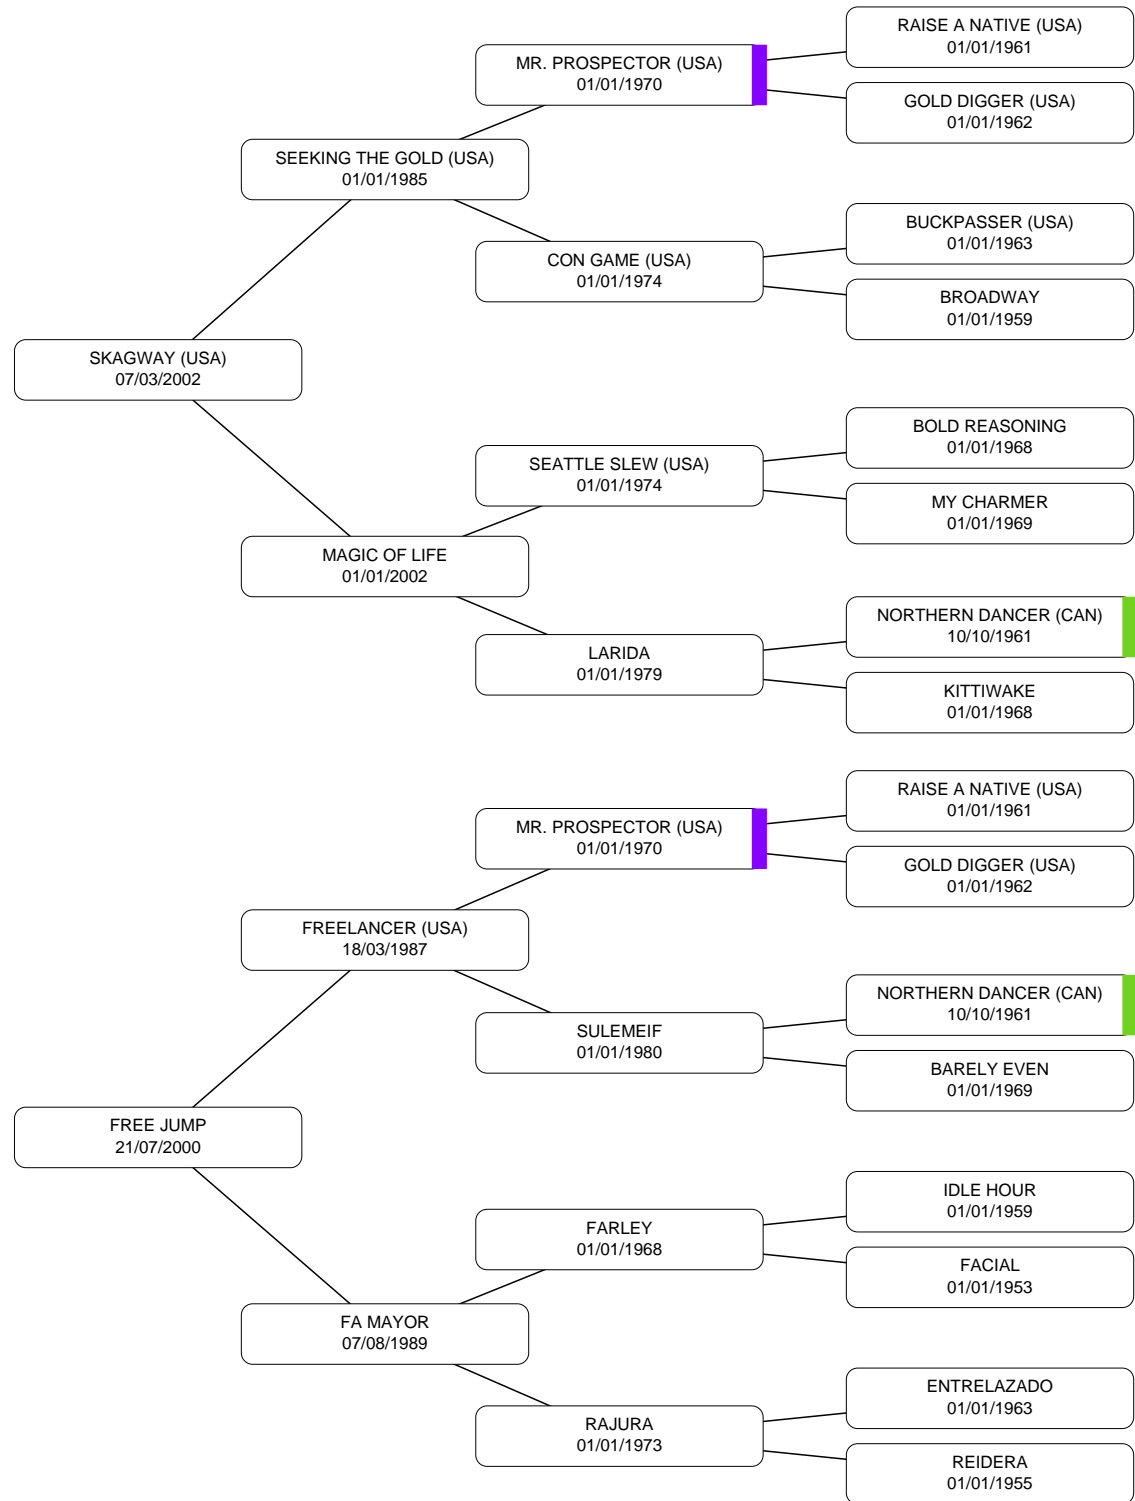 RAISE A NATIVE (USA)
01/01/1961
MR. PROSPECTOR (USA)
01/01/1970
GOLD DIGGER (USA)
01/01/1962
SEEKING THE GOLD (USA)
01/01/1985
BUCKPASSER (USA)
01/01/1963
CON GAME (USA)
01/01/1974
BROADWAY
01/01/1959
SKAGWAY (USA)
07/03/2002
BOLD REASONING
01/01/1968
SEATTLE SLEW (USA)
01/01/1974
MY CHARMER
01/01/1969
MAGIC OF LIFE
01/01/2002
NORTHERN DANCER (CAN)
10/10/1961
LARIDA
01/01/1979
KITTIWAKE
01/01/1968
RAISE A NATIVE (USA)
01/01/1961
MR. PROSPECTOR (USA)
01/01/1970
GOLD DIGGER (USA)
01/01/1962
FREELANCER (USA)
18/03/1987
NORTHERN DANCER (CAN)
10/10/1961
SULEMEIF
01/01/1980
BARELY EVEN
01/01/1969
FREE JUMP
21/07/2000
IDLE HOUR
01/01/1959
FARLEY
01/01/1968
FACIAL
01/01/1953
FA MAYOR
07/08/1989
ENTRELAZADO
01/01/1963
RAJURA
01/01/1973
REIDERA
01/01/1955